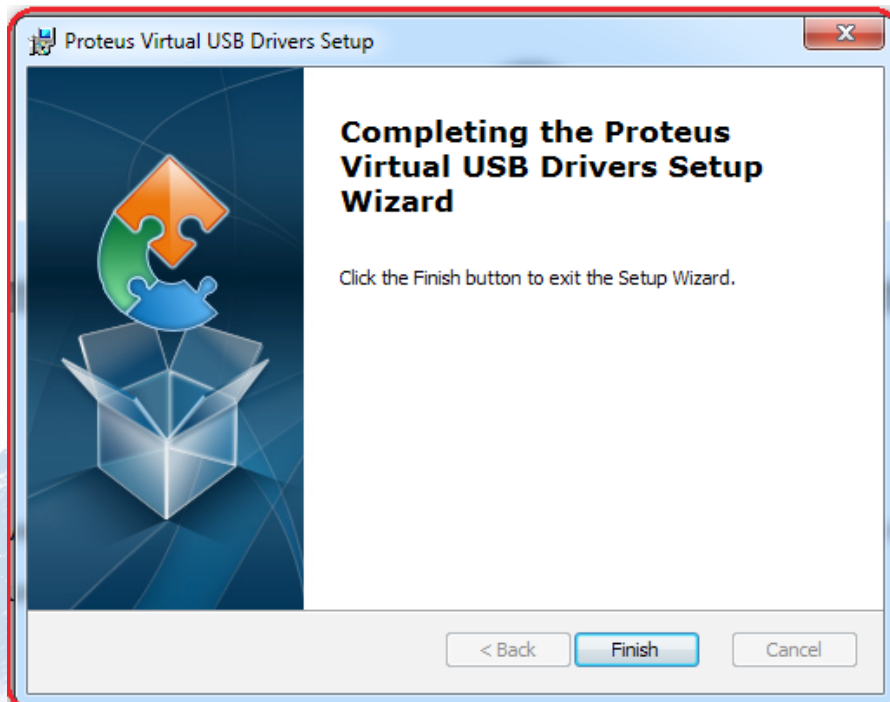 Proteus Virtual USB Drivers Setup
Completing the Proteus
Virtual USB Drivers Setup
Wizard
Click the Finish button to exit the Setup Wizard.
< Back
Finish
Cancel